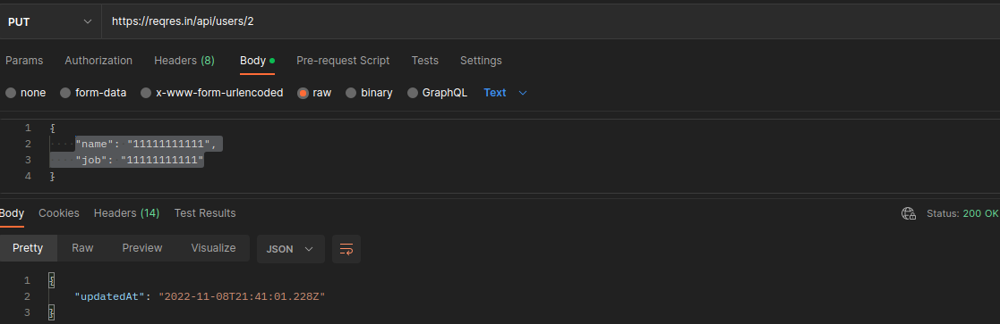 PUT https://reqres.in/api/users/2
Params Authorization Headers (8) Body Pre-request Script Tests Settings
none form-data x-www-form-urlencoded raw binary GraphQL Text
1 {
2 "name": "11111111111",
3 "job": "11111111111"
4 }
Body Cookies Headers (14) Test Results Status: 200 OK
Pretty Raw Preview Visualize JSON
1 {
2 "updatedAt": "2022-11-08T21:41:01.228Z"
3 }